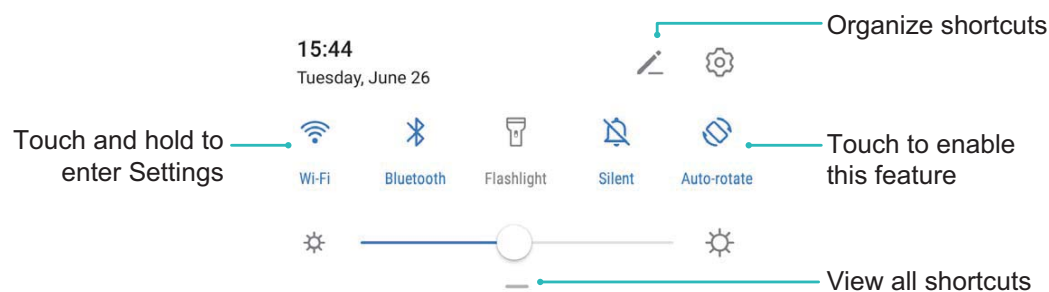 Organize shortcuts
15:44
Tuesday, June 26
Touch and hold to
enter Settings
Wi-Fi
Bluetooth
Flashlight
Silent
Auto-rotate
Touch to enable
this feature
View all shortcuts